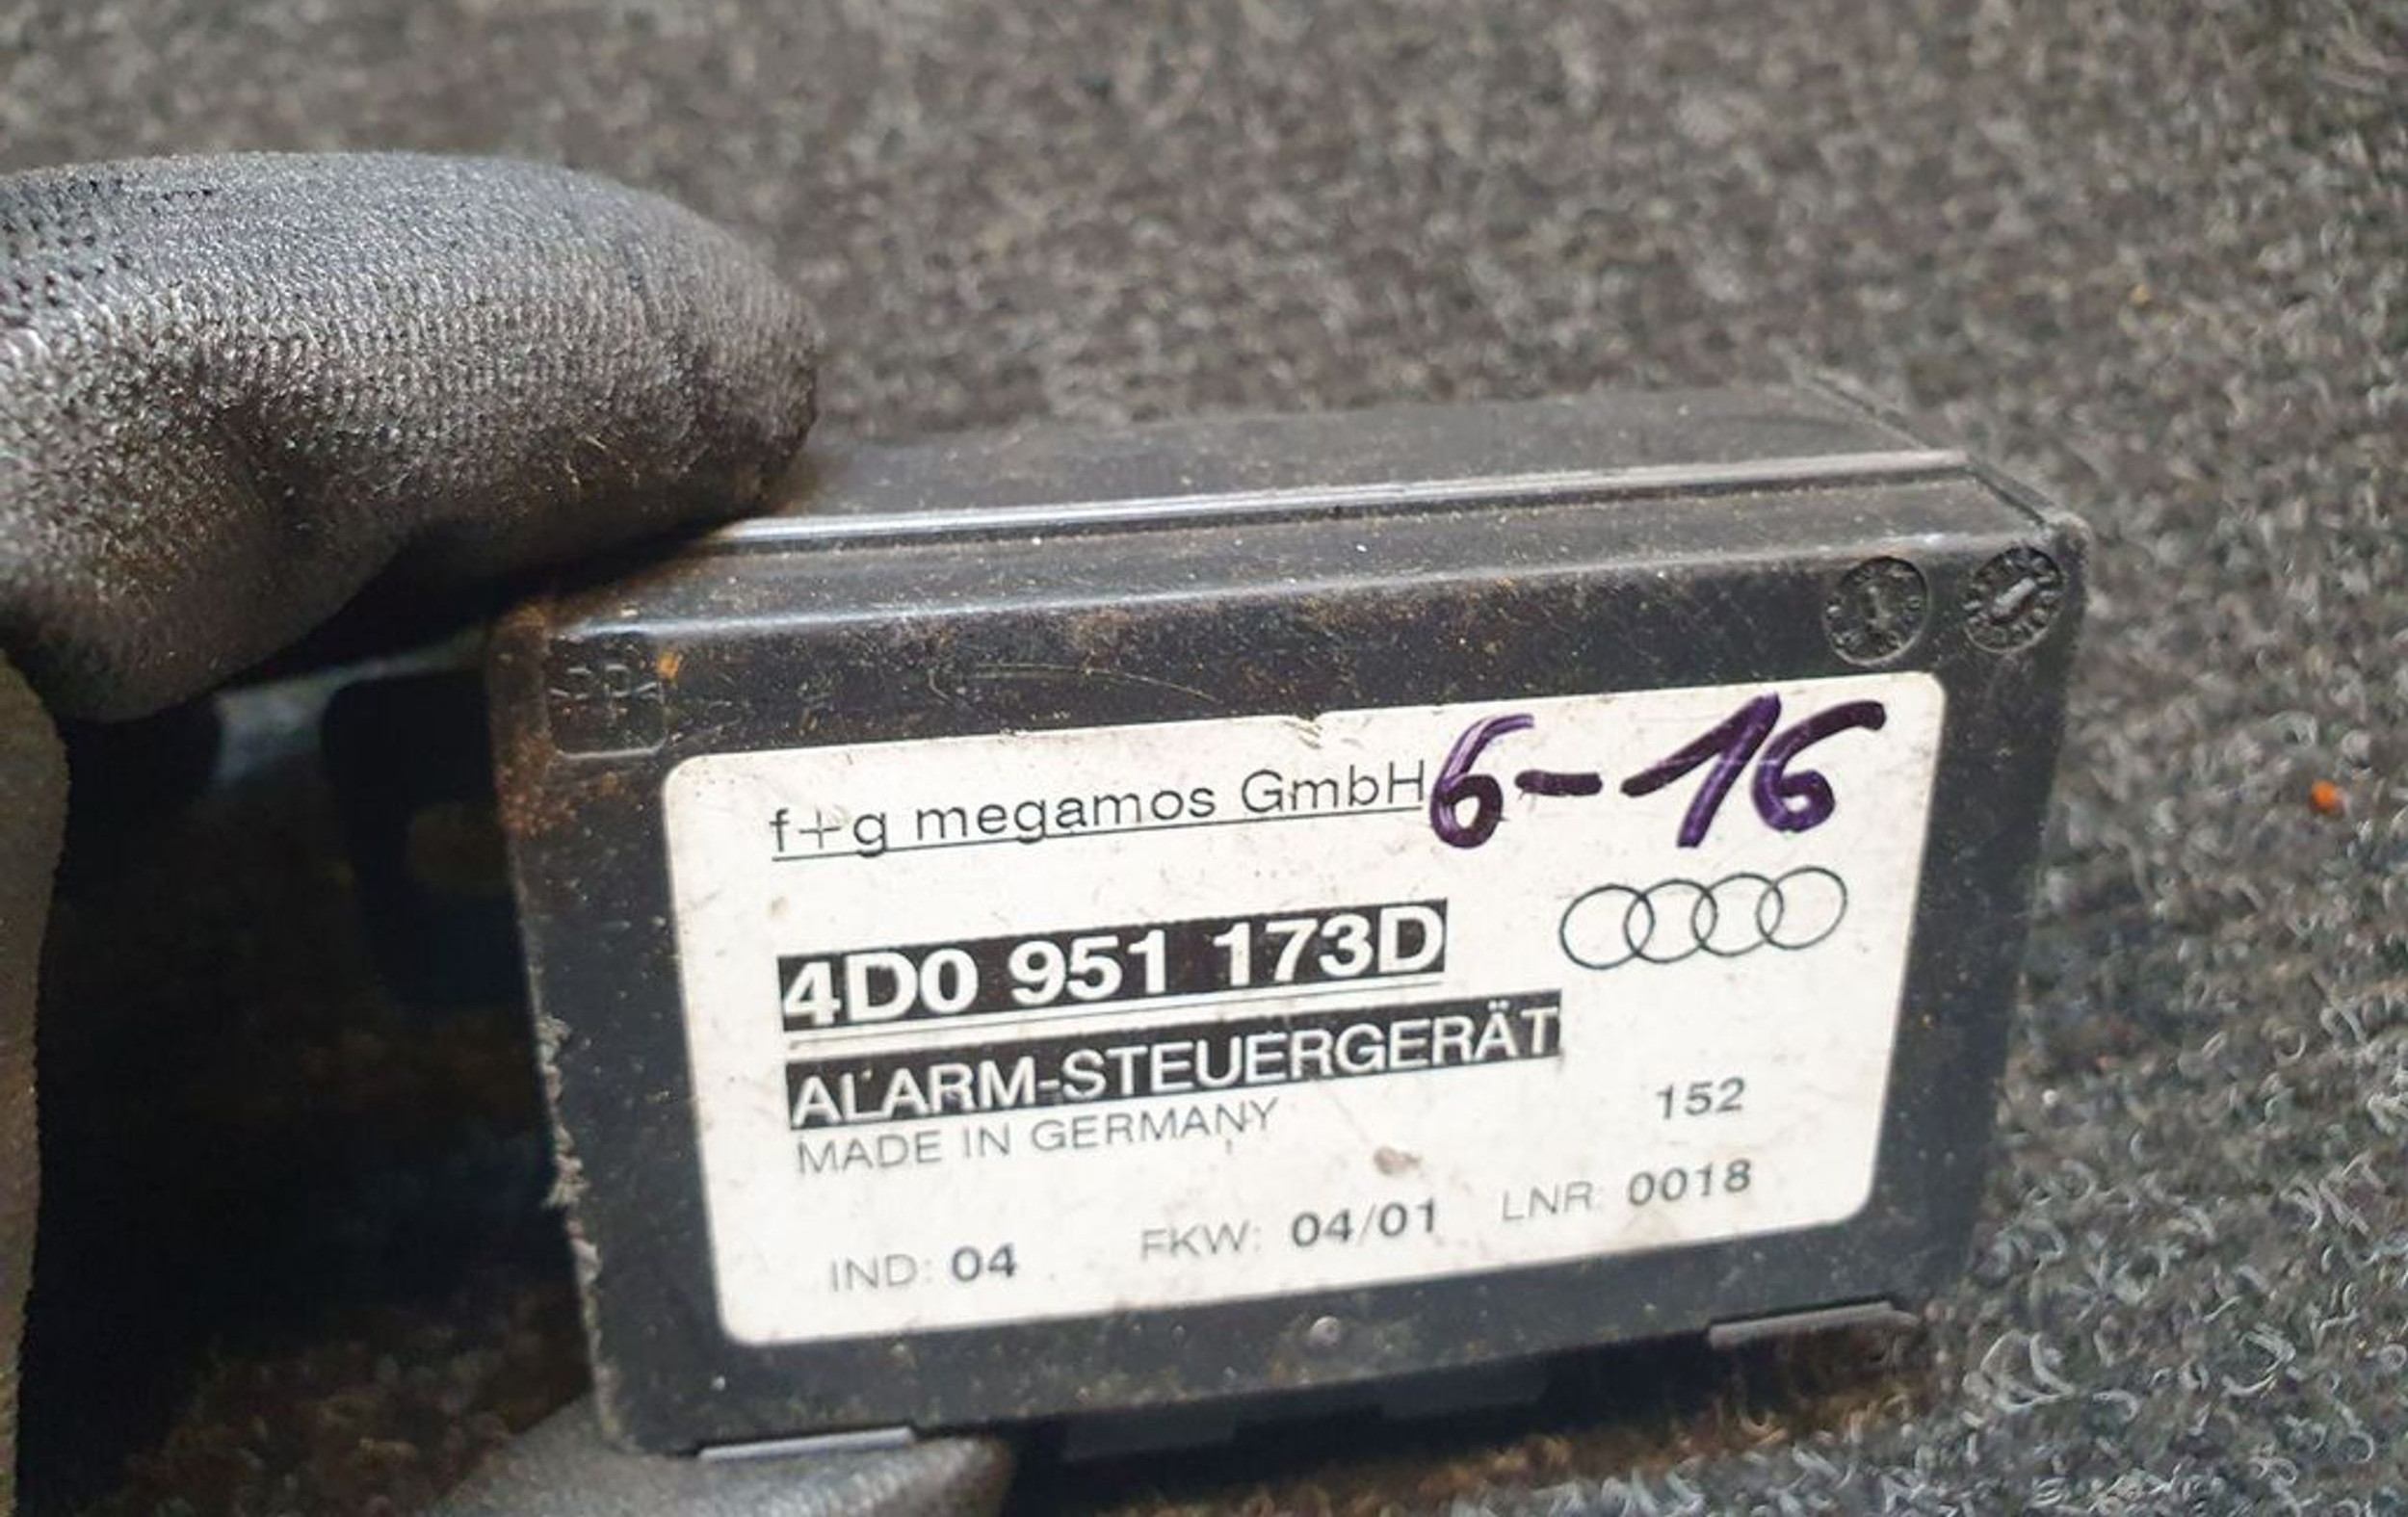 f+g megamos GmbH 6-16
4D0 951 173D
ALARM-STEUERGERÄT
MADE IN GERMANY
152
IND: 04 FKW: 04/01 LNR: 0018